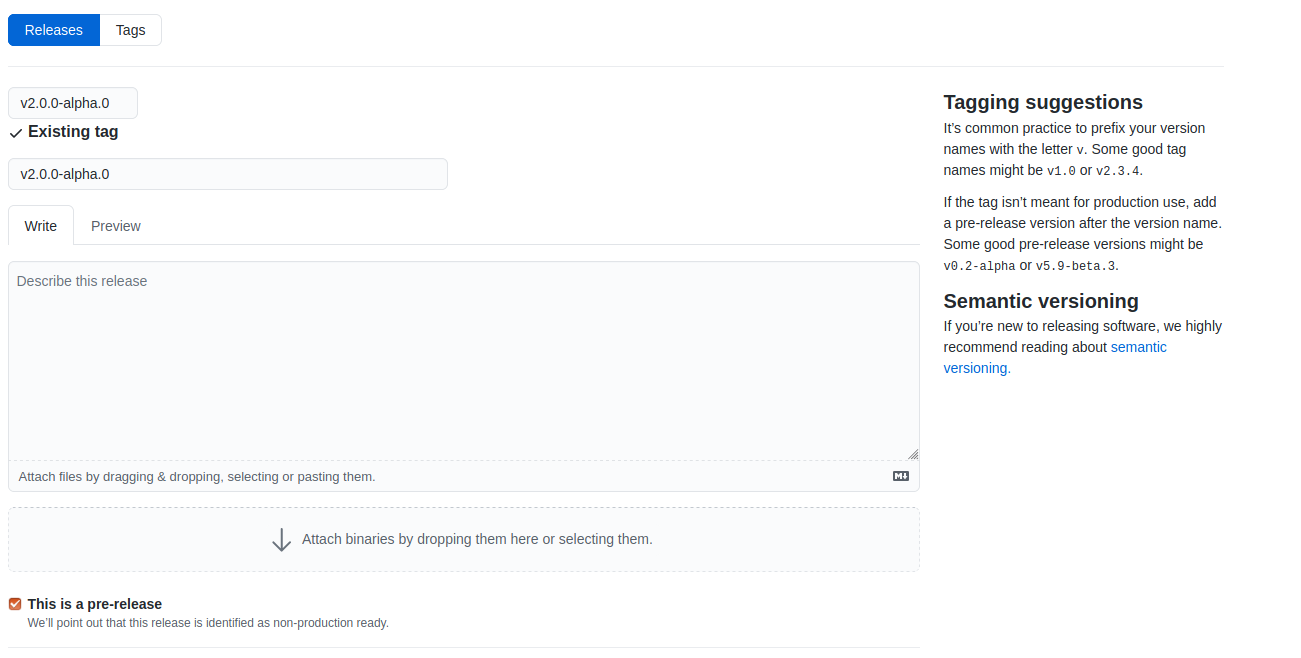 Releases
Tags
v2.0.0-alpha.0
Existing tag
v2.0.0-alpha.0
Write
Preview
Describe this release
Attach files by dragging & dropping, selecting or pasting them.
Attach binaries by dropping them here or selecting them.
This is a pre-release
We’ll point out that this release is identified as non-production ready.
Tagging suggestions
It’s common practice to prefix your version
names with the letter v. Some good tag
names might be v1.0 or v2.3.4.
If the tag isn’t meant for production use, add
a pre-release version after the version name.
Some good pre-release versions might be
v0.2-alpha or v5.9-beta.3.
Semantic versioning
If you’re new to releasing software, we highly
recommend reading about semantic
versioning.